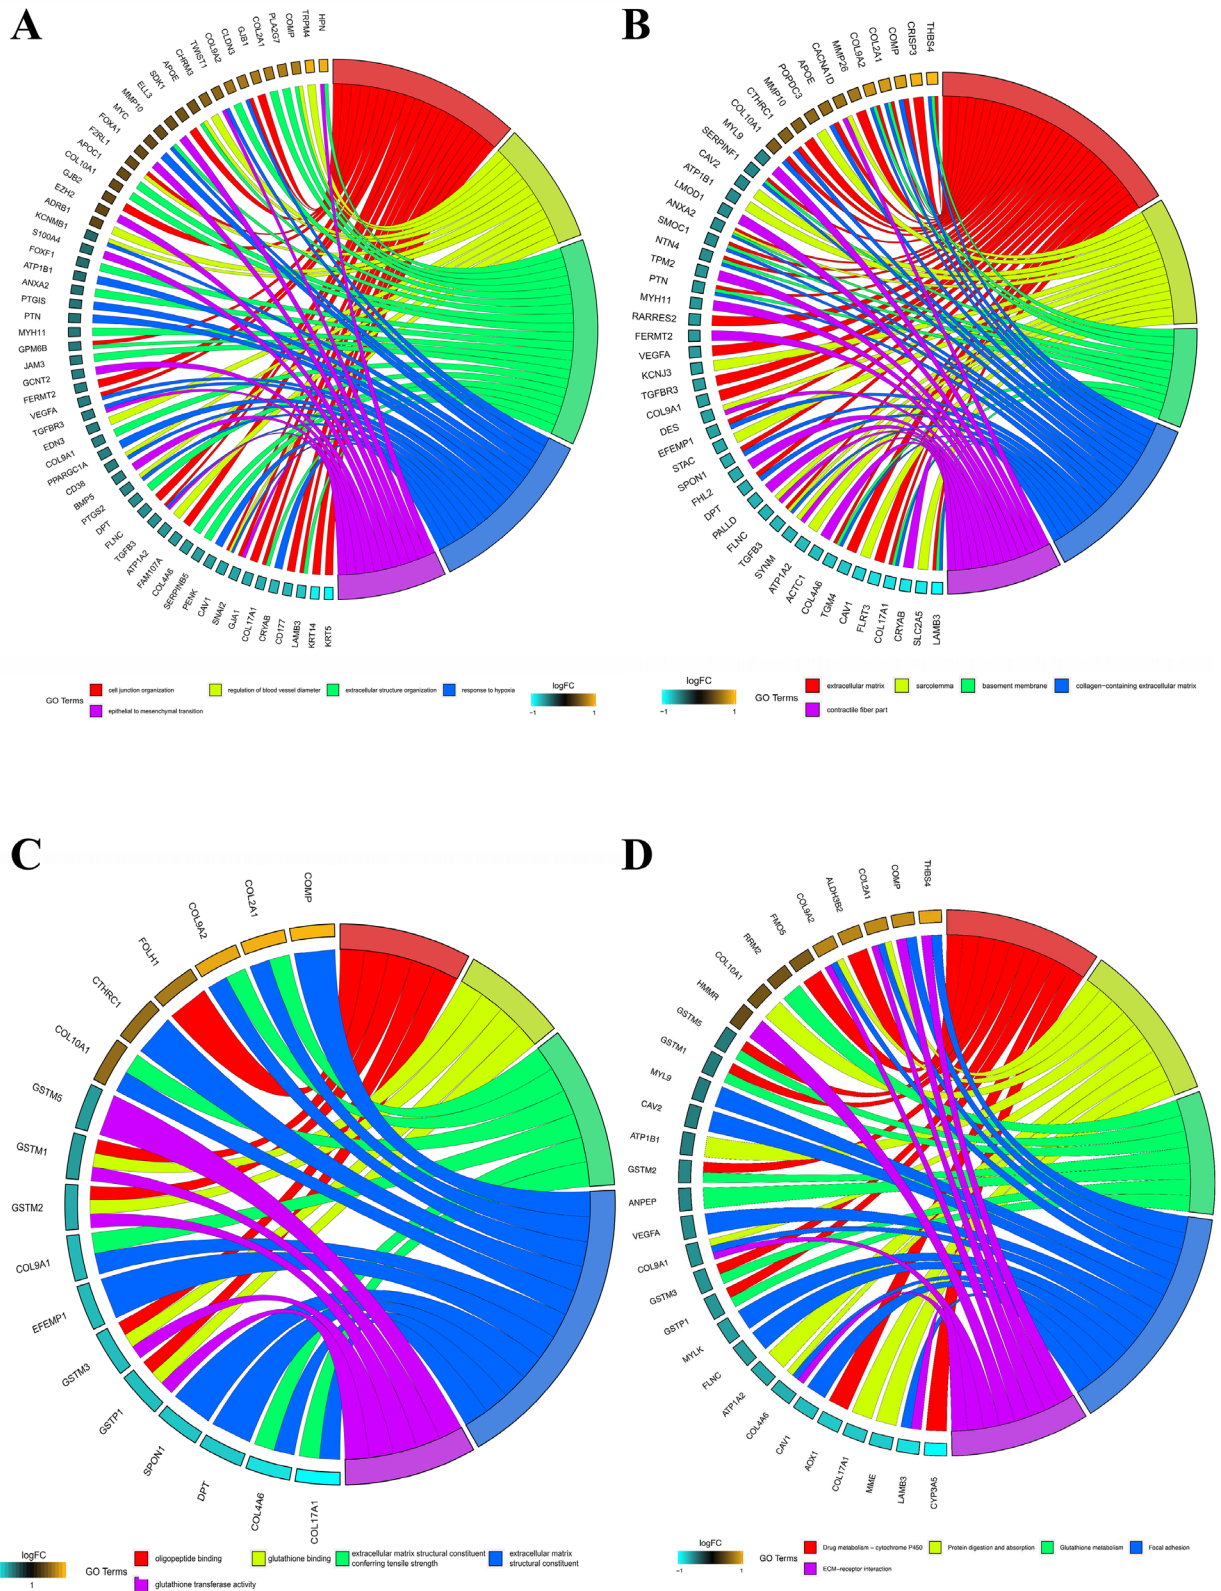 A
HPN
TRPM4
COMP
PLA2G7
COL2A1
GJB1
CLDN3
COL9A2
TWIST1
CHRM3
APOE
SDK1
ELL3
MMP10
MYC
FOXA1
F2RL1
APOC1
COL10A1
GJB2
EZH2
ADRB1
KCNMB1
S100A4
FOXF1
ATP1B1
ANXA2
PTGIS
PTN
MYH11
GPM6B
JAM3
GCNT2
FERMT2
VEGFA
TGFBR3
EDN3
COL9A1
PPARGC1A
CD38
BMP5
PTGS2
DPT
FLNC
TGFB3
ATP1A2
FAM107A
COL4A6
SERPINB5
PENK
CAV1
SNAI2
GJA1
COL17A1
CRYAB
CD177
LAMB3
KRT14
KRT5
GO Terms
cell junction organization
regulation of blood vessel diameter
extracellular structure organization
response to hypoxia
epithelial to mesenchymal transition
logFC
−1 1
B
THBS4
CRISP3
COMP
COL2A1
COL9A2
MMP26
CACNA1D
APOE
POPDC3
MMP10
CTHRC1
COL10A1
MYL9
SERPINF1
CAV2
ATP1B1
LMOD1
ANXA2
SMOC1
NTN4
TPM2
PTN
MYH11
RARRES2
FERMT2
VEGFA
KCNJ3
TGFBR3
COL9A1
DES
EFEMP1
STAC
SPON1
FHL2
DPT
PALLD
FLNC
TGFB3
SYNM
ATP1A2
ACTC1
COL4A6
TGM4
CAV1
FLRT3
COL17A1
CRYAB
SLC2A5
LAMB3
logFC
−1 1
GO Terms
extracellular matrix
sarcolemma
basement membrane
collagen−containing extracellular matrix
contractile fiber part
C
COMP
COL2A1
COL9A2
FOLH1
CTHRC1
COL10A1
GSTM5
GSTM1
GSTM2
COL9A1
EFEMP1
GSTM3
GSTP1
SPON1
DPT
COL4A6
COL17A1
logFC
1
GO Terms
oligopeptide binding
glutathione binding
extracellular matrix structural constituent
conferring tensile strength
extracellular matrix
structural constituent
glutathione transferase activity
D
THBS4
COMP
COL2A1
ALDH3B2
COL9A2
FMO5
RRM2
COL10A1
HMMR
GSTM5
GSTM1
MYL9
CAV2
ATP1B1
GSTM2
ANPEP
VEGFA
COL9A1
GSTM3
GSTP1
MYLK
FLNC
ATP1A2
COL4A6
CAV1
AOX1
COL17A1
MME
LAMB3
CYP3A5
logFC
−1 1
GO Terms
Drug metabolism − cytochrome P450
Protein digestion and absorption
Glutathione metabolism
Focal adhesion
ECM−receptor interaction